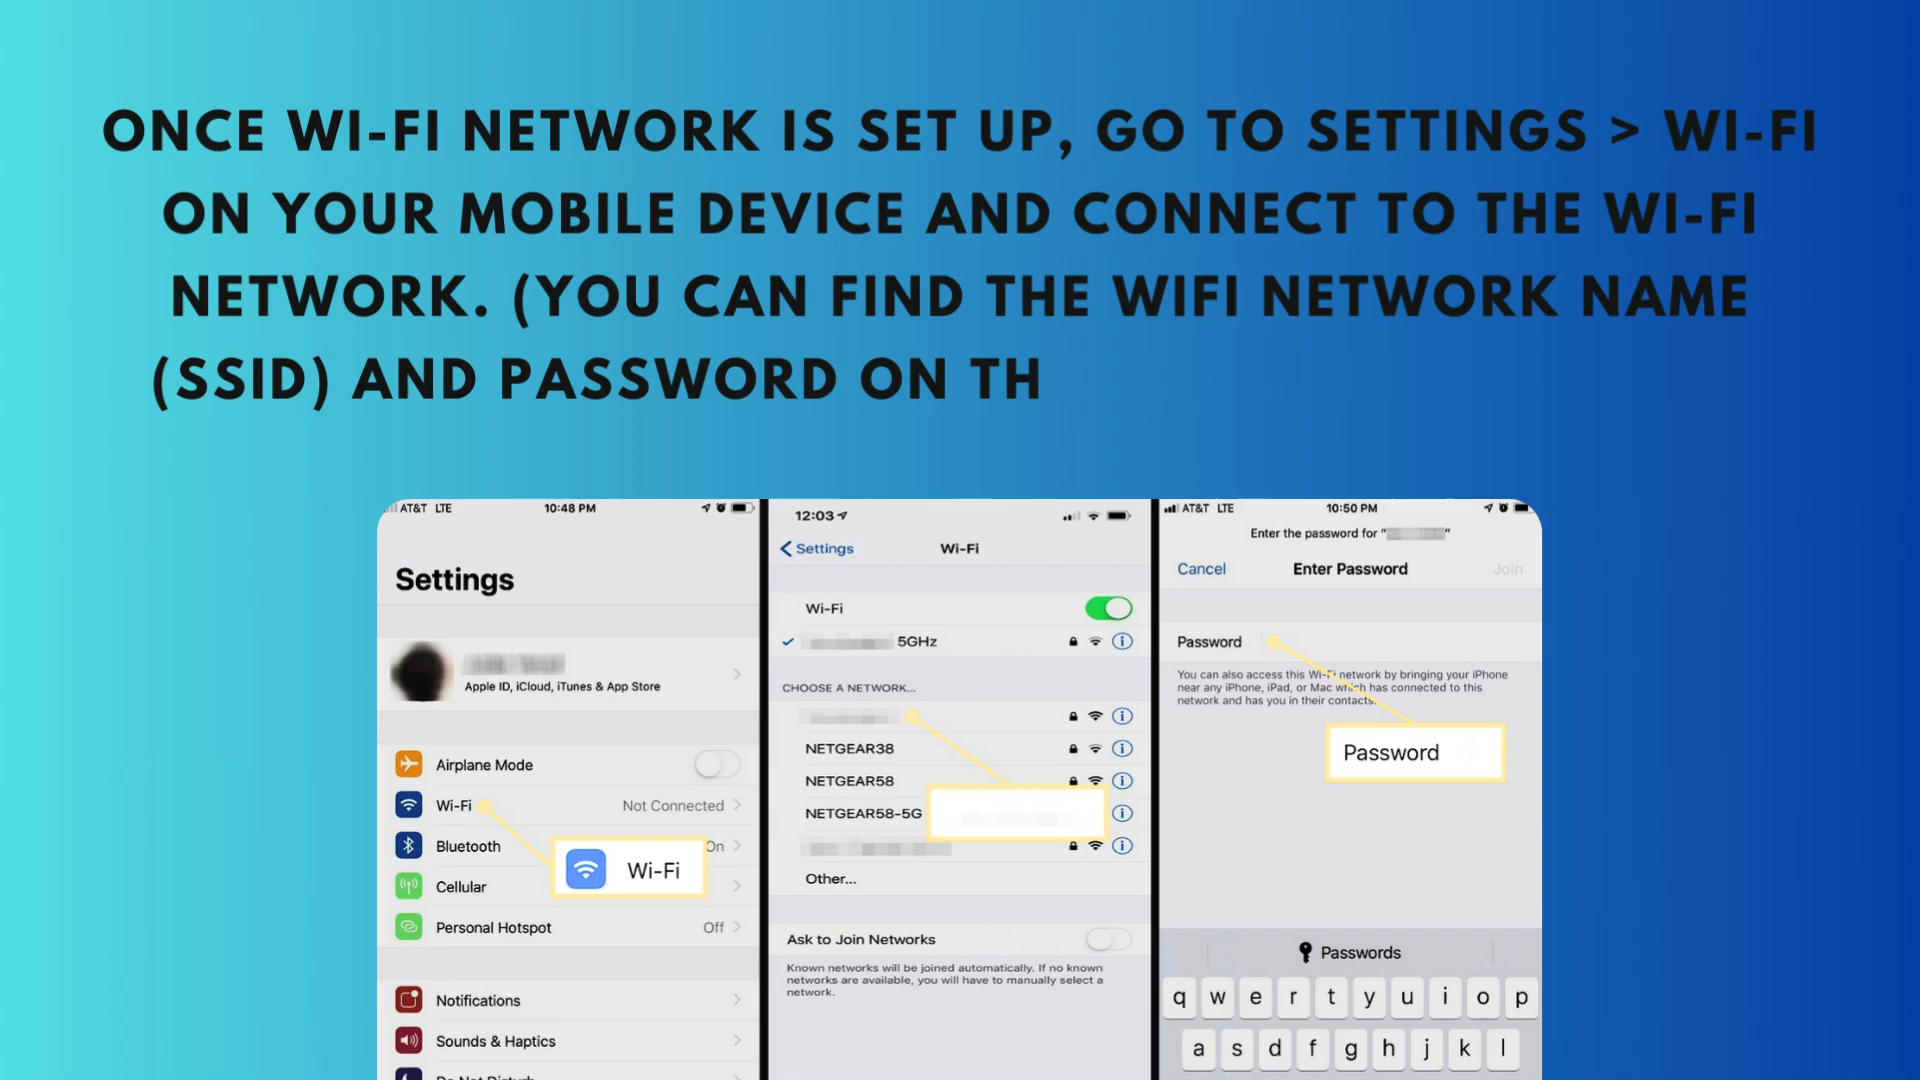 ONCE WI-FI NETWORK IS SET UP, GO TO SETTINGS > WI-FI
ON YOUR MOBILE DEVICE AND CONNECT TO THE WI-FI
NETWORK. (YOU CAN FIND THE WIFI NETWORK NAME
(SSID) AND PASSWORD ON TH
AT&T LTE
10:48 PM
Settings
Apple ID, iCloud, iTunes & App Store
Airplane Mode
Wi-Fi
Not Connected
Bluetooth
On
Wi-Fi
Cellular
Personal Hotspot
Off
Notifications
Sounds & Haptics
Do Not Disturb
12:03
Settings
Wi-Fi
Wi-Fi
5GHz
CHOOSE A NETWORK...
NETGEAR38
NETGEAR58
NETGEAR58-5G
Other...
Ask to Join Networks
Known networks will be joined automatically. If no known
networks are available, you will have to manually select a
network.
AT&T LTE
10:50 PM
Enter the password for “ ”
Cancel
Enter Password
Join
Password
You can also access this Wi-Fi network by bringing your iPhone
near any iPhone, iPad, or Mac which has connected to this
network and has you in their contacts.
Password
Passwords
q w e r t y u i o p
a s d f g h j k l